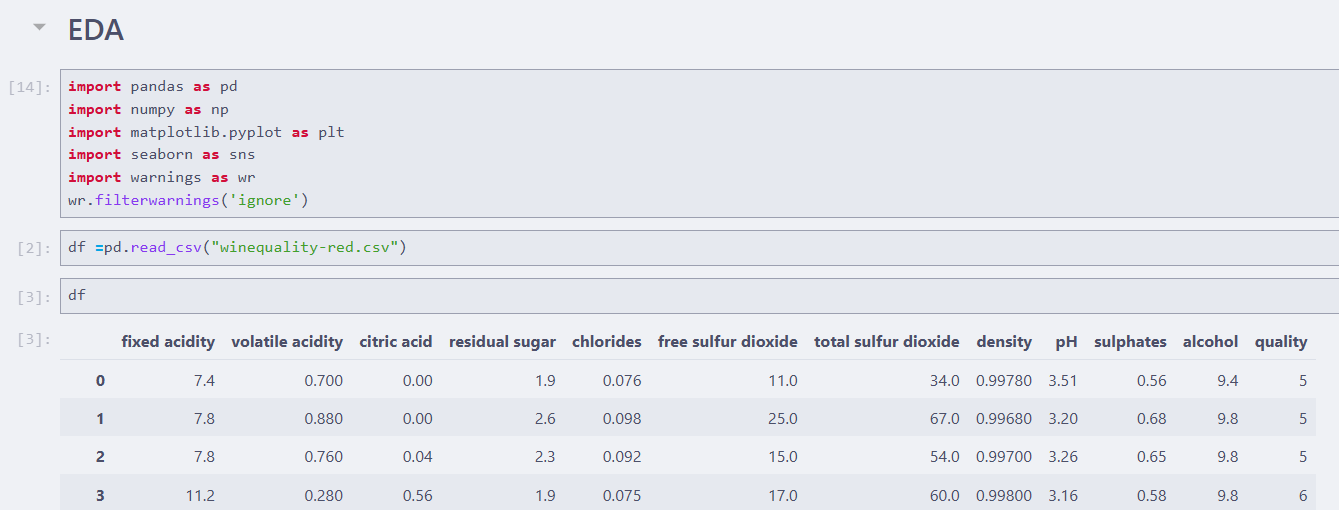 EDA
[14]:
import pandas as pd
import numpy as np
import matplotlib.pyplot as plt
import seaborn as sns
import warnings as wr
wr.filterwarnings('ignore')
[2]: df =pd.read_csv("winequality-red.csv")
[3]: df
[3]:
fixed acidity volatile acidity citric acid residual sugar chlorides free sulfur dioxide total sulfur dioxide density pH sulphates alcohol quality
0 7.4 0.700 0.00 1.9 0.076 11.0 34.0 0.99780 3.51 0.56 9.4 5
1 7.8 0.880 0.00 2.6 0.098 25.0 67.0 0.99680 3.20 0.68 9.8 5
2 7.8 0.760 0.04 2.3 0.092 15.0 54.0 0.99700 3.26 0.65 9.8 5
3 11.2 0.280 0.56 1.9 0.075 17.0 60.0 0.99800 3.16 0.58 9.8 6